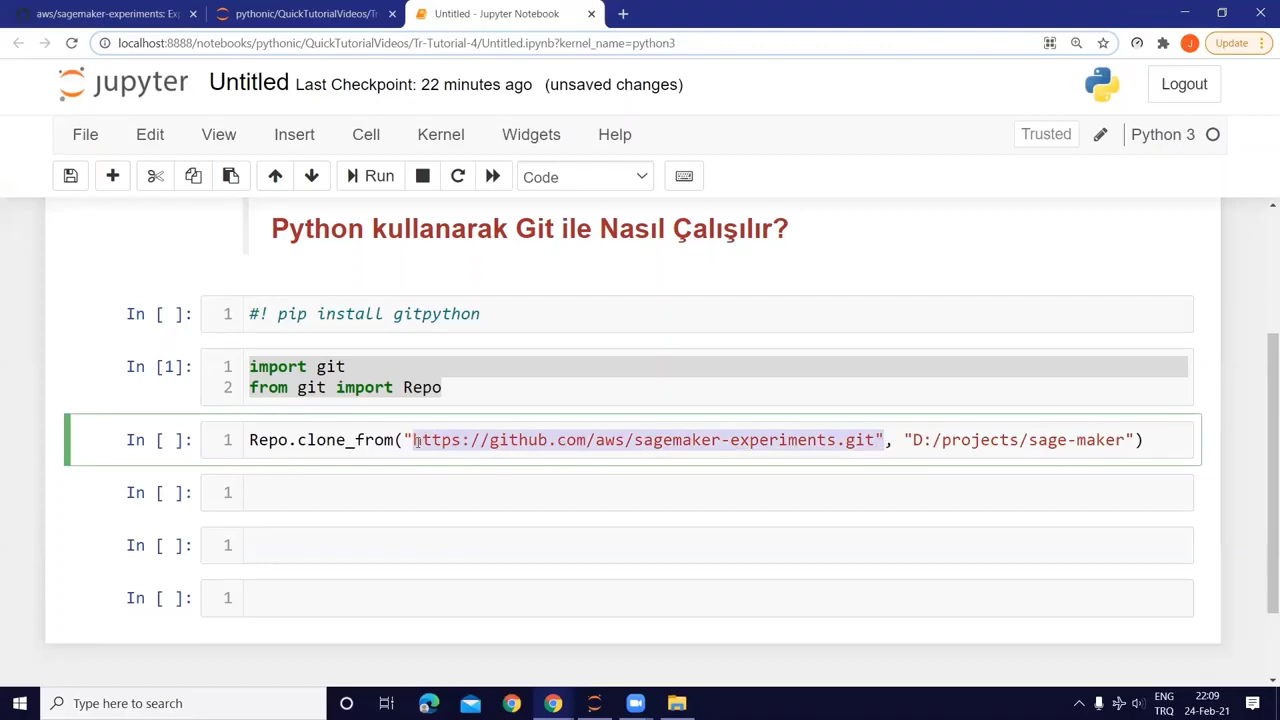 aws/sagemaker-experiments: Ex
pythonic/QuickTutorialVideos/Tr
Untitled - Jupyter Notebook
localhost:8888/notebooks/pythonic/QuickTutorialVideos/Tr-Tutorial-4/Untitled.ipynb?kernel_name=python3
J
Update
jupyter Untitled Last Checkpoint: 22 minutes ago (unsaved changes)
Logout
File Edit View Insert Cell Kernel Widgets Help
Trusted Python 3
Run Code
Python kullanarak Git ile Nasıl Çalışılır?
In [ ]: 1 #! pip install gitpython
In [1]: 1 import git
2 from git import Repo
In [ ]: 1 Repo.clone_from("https://github.com/aws/sagemaker-experiments.git", "D:/projects/sage-maker")
In [ ]: 1
In [ ]: 1
In [ ]: 1
Type here to search
ENG 22:09
TRQ 24-Feb-21